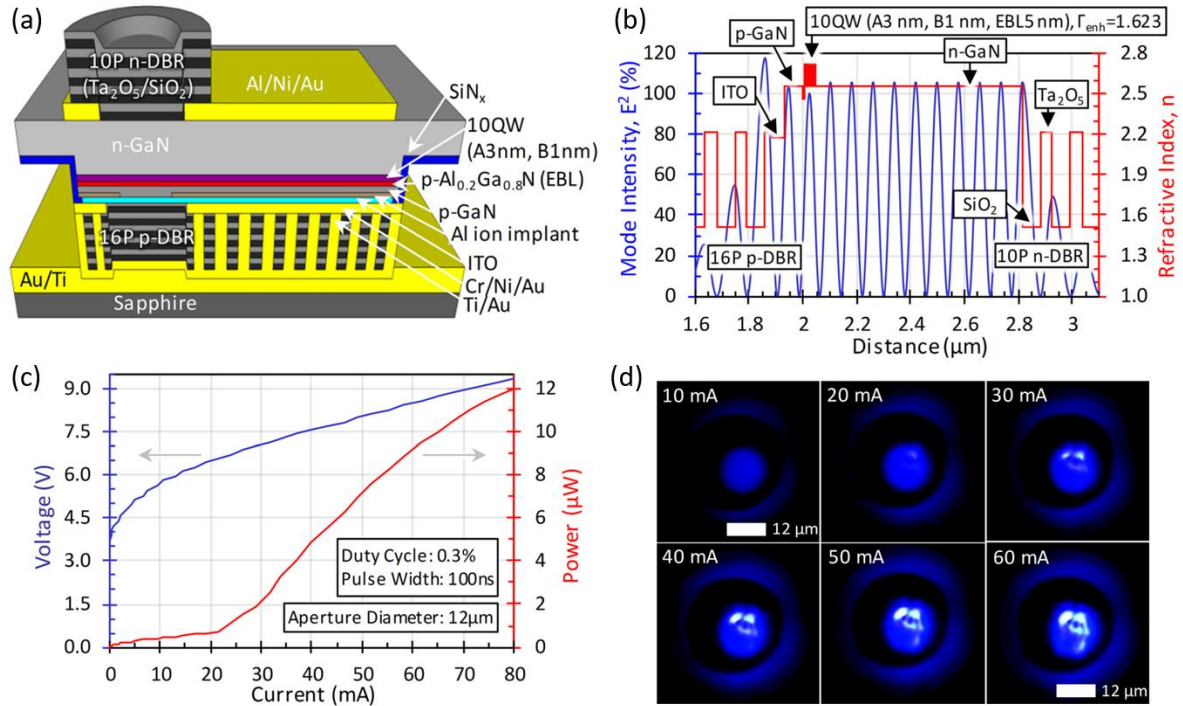 (a)
10P n-DBR
(Ta₂O₅/SiO₂)
Al/Ni/Au
n-GaN
SiNₓ
10QW
(A3nm, B1nm)
p-Al₀.₂Ga₀.₈N (EBL)
p-GaN
Al ion implant
ITO
Cr/Ni/Au
Ti/Au
16P p-DBR
Au/Ti
Sapphire
(b)
10QW (A3 nm, B1 nm, EBL5 nm), Γenh=1.623
p-GaN
n-GaN
ITO
Ta₂O₅
SiO₂
16P p-DBR
10P n-DBR
Mode Intensity, E² (%)
120
100
80
60
40
20
0
Refractive Index, n
2.8
2.5
2.2
1.9
1.6
1.3
1.0
1.6 1.8 2 2.2 2.4 2.6 2.8 3
Distance (µm)
(c)
Voltage (V)
9.0
7.5
6.0
4.5
3.0
1.5
0.0
Power (µW)
12
10
8
6
4
2
0
Duty Cycle: 0.3%
Pulse Width: 100ns
Aperture Diameter: 12µm
0 10 20 30 40 50 60 70 80
Current (mA)
(d)
10 mA
12 µm
20 mA
30 mA
40 mA
50 mA
60 mA
12 µm